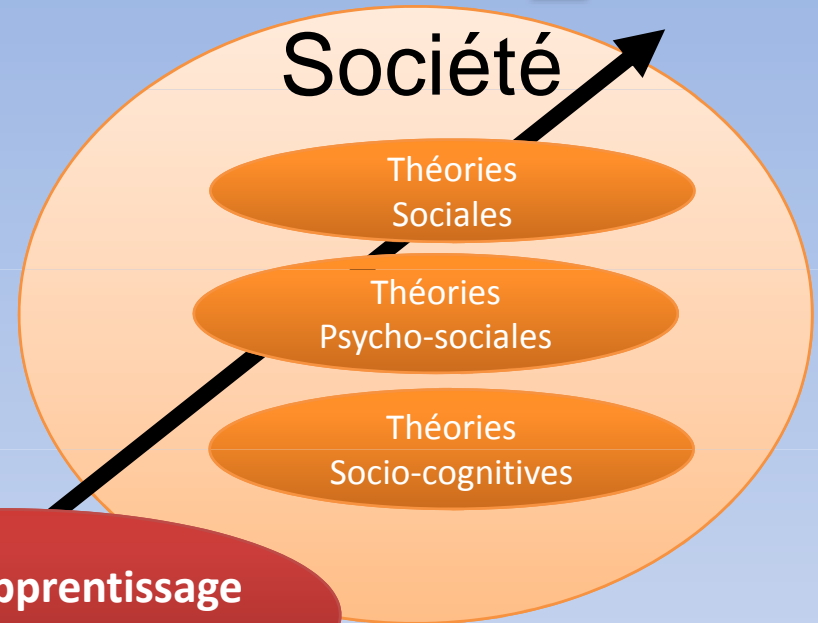 Société
Théories
Sociales
Théories
Psycho-sociales
Théories
Socio-cognitives
pprentissage